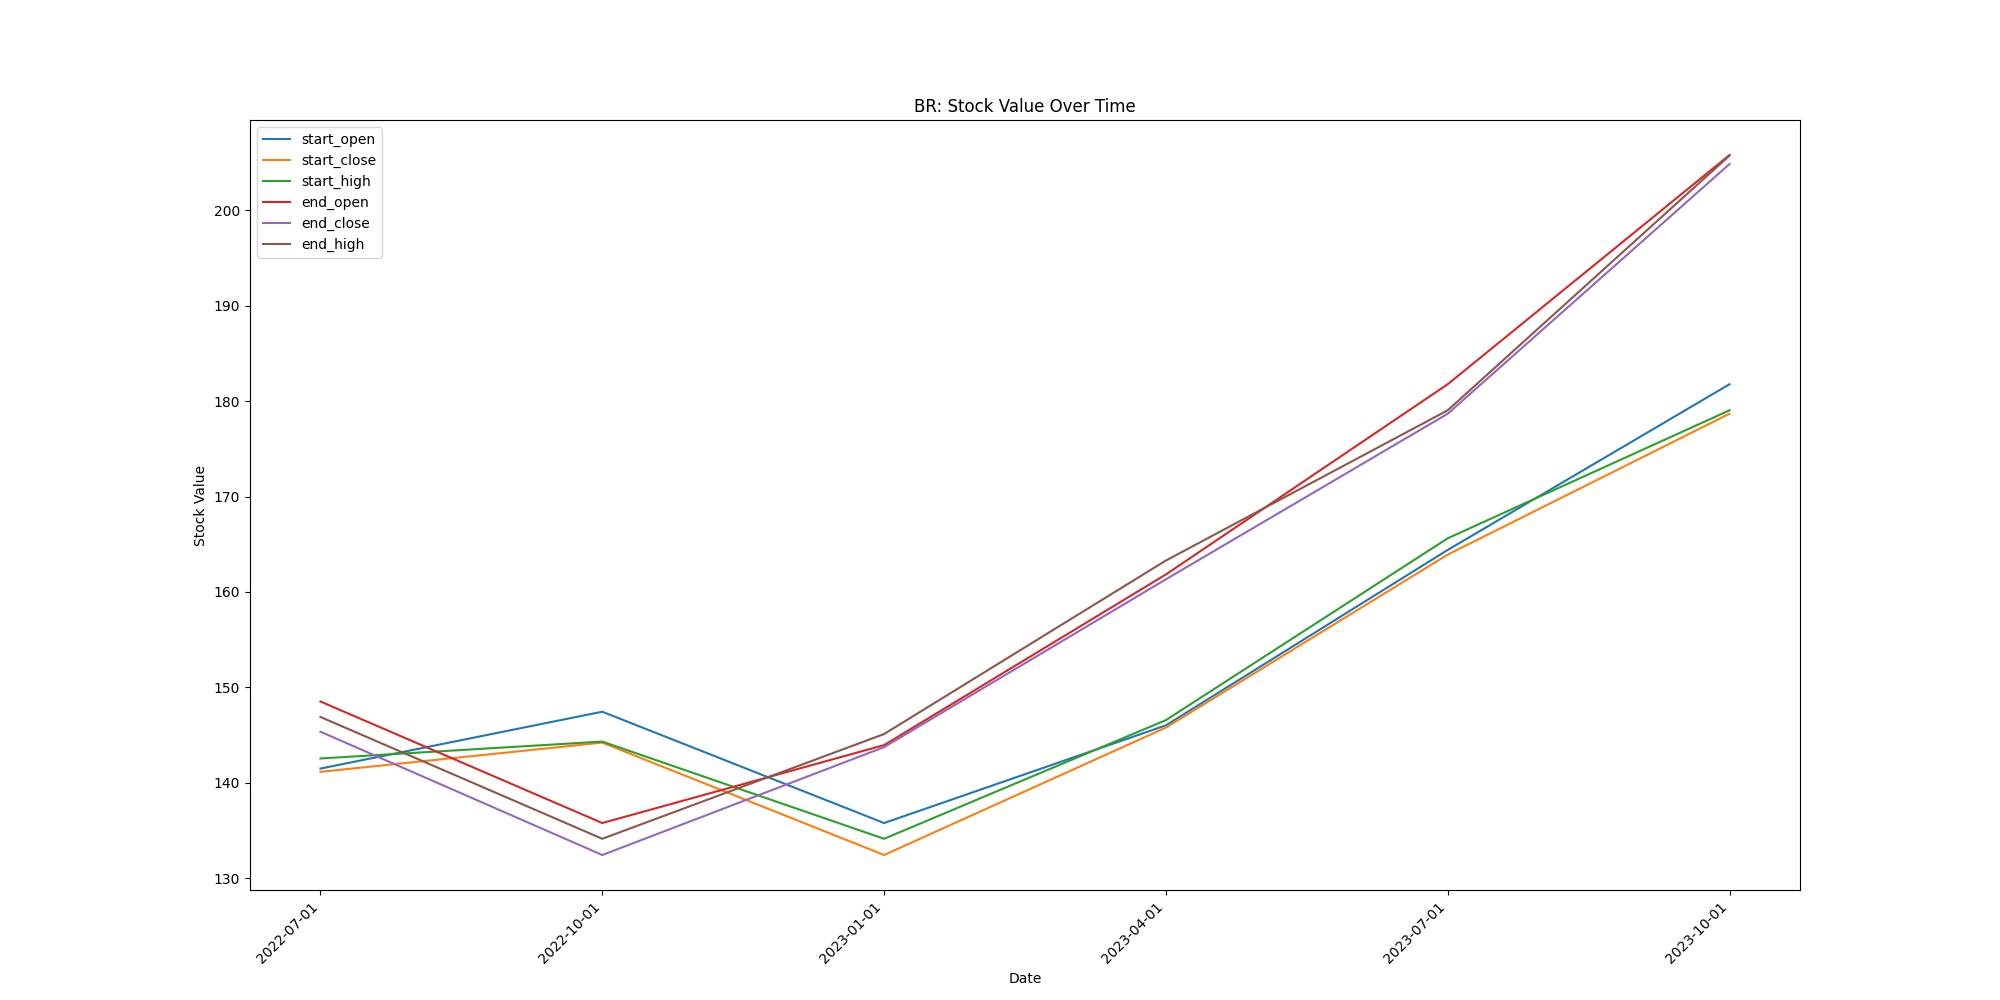 BR: Stock Value Over Time
start_open
start_close
start_high
end_open
end_close
end_high
Stock Value
200
190
180
170
160
150
140
130
2022-07-01
2022-10-01
2023-01-01
2023-04-01
2023-07-01
2023-10-01
Date